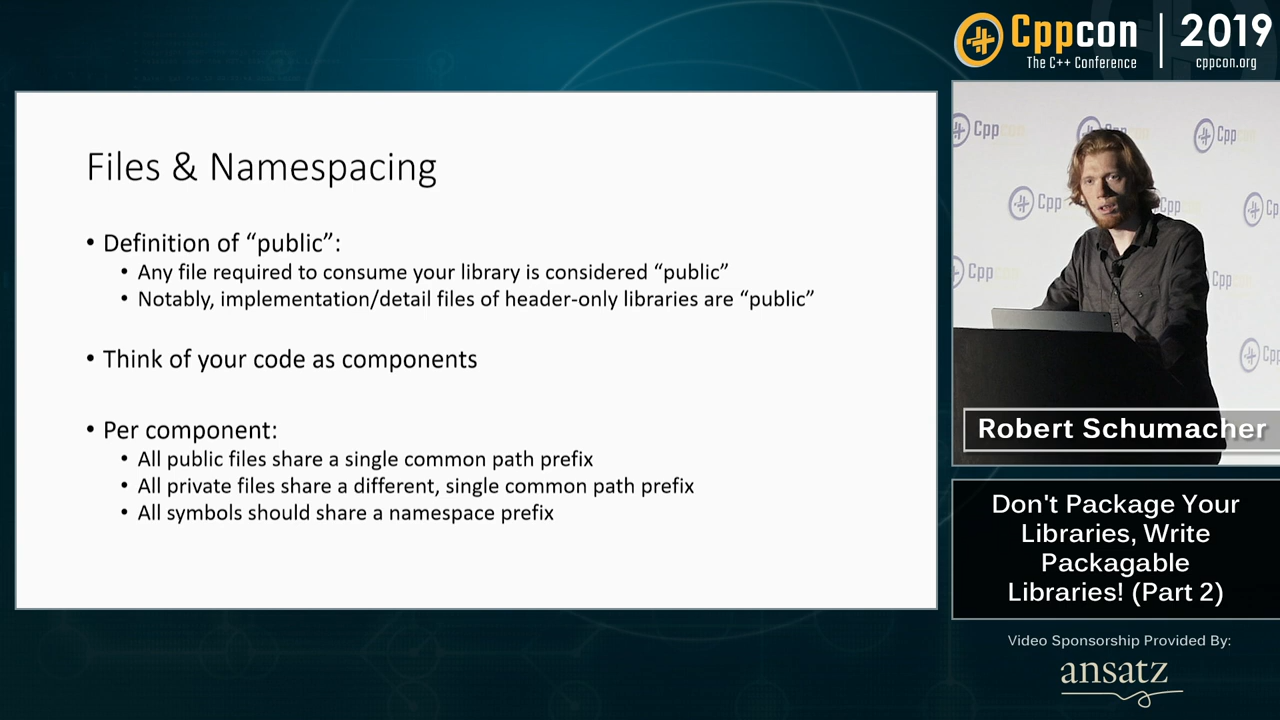 Cppcon | 2019
The C++ Conference
cppcon.org
Files & Namespacing
• Definition of “public”:
• Any file required to consume your library is considered “public”
• Notably, implementation/detail files of header-only libraries are “public”
• Think of your code as components
• Per component:
• All public files share a single common path prefix
• All private files share a different, single common path prefix
• All symbols should share a namespace prefix
Robert Schumacher
Don't Package Your
Libraries, Write
Packagable
Libraries! (Part 2)
Video Sponsorship Provided By:
ansatz